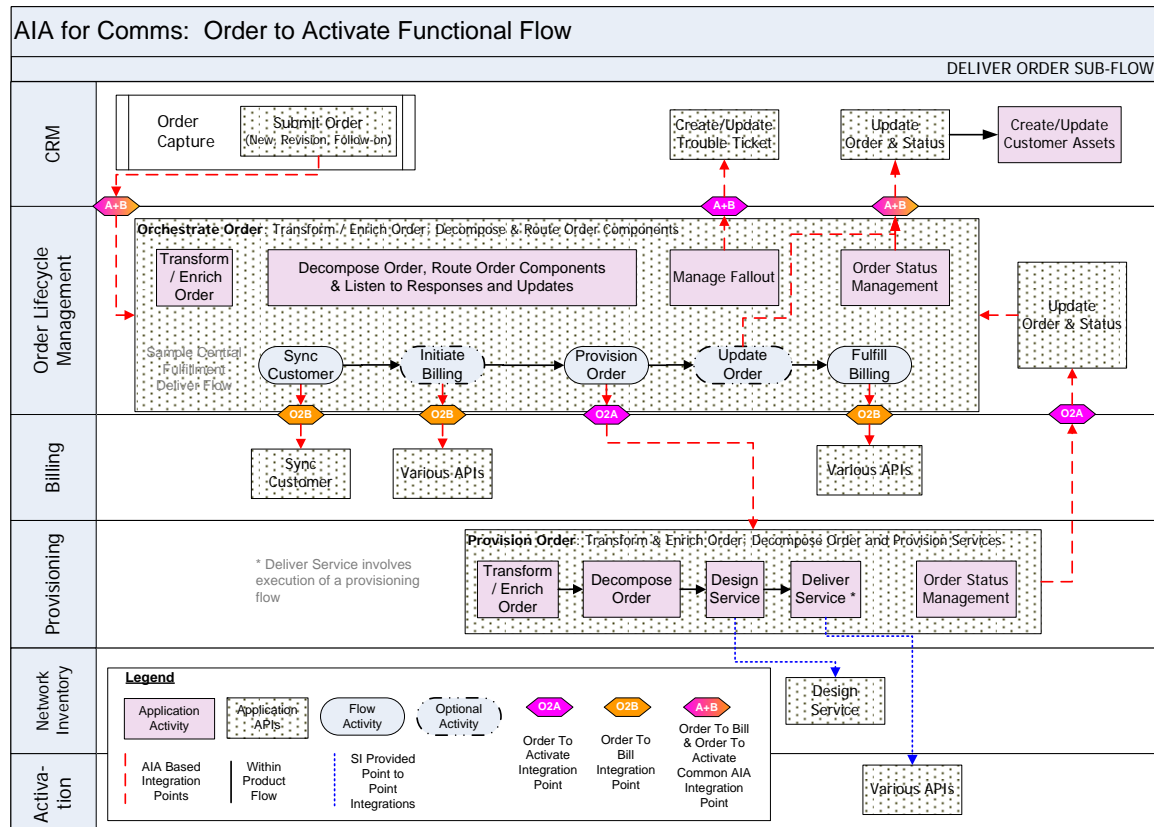 AIA for Comms: Order to Activate Functional Flow
DELIVER ORDER SUB-FLOW
CRM
Order
Capture
Submit Order
(New, Revision, Follow-on)
Create/Update
Trouble Ticket
Update
Order & Status
Create/Update
Customer Assets
A+B
A+B
A+B
Order Lifecycle
Management
Orchestrate Order: Transform / Enrich Order; Decompose & Route Order Components
Transform
/ Enrich
Order
Decompose Order, Route Order Components
& Listen to Responses and Updates
Manage Fallout
Order Status
Management
Update
Order & Status
Sample Central
Fulfillment
Deliver Flow
Sync
Customer
Initiate
Billing
Provision
Order
Update
Order
Fulfill
Billing
O2B
O2B
O2A
O2B
O2A
Billing
Sync
Customer
Various APIs
Various APIs
Provisioning
* Deliver Service involves
execution of a provisioning
flow
Provision Order: Transform & Enrich Order; Decompose Order and Provision Services
Transform
/ Enrich
Order
Decompose
Order
Design
Service
Deliver
Service *
Order Status
Management
Network
Inventory
Design
Service
Activa-
tion
Various APIs
Legend
Application
Activity
Application
APIs
Flow
Activity
Optional
Activity
O2A
Order To
Activate
Integration
Point
O2B
Order To
Bill
Integration
Point
A+B
Order To Bill
& Order To
Activate
Common AIA
Integration
Point
AIA Based
Integration
Points
Within
Product
Flow
SI Provided
Point to
Point
Integrations